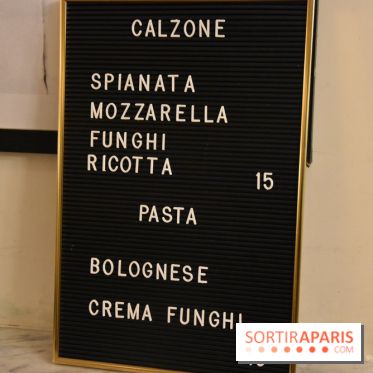 CALZONE
SPIANATA
MOZZARELLA
FUNGHI
RICOTTA
15
PASTA
BOLOGNESE
CREMA FUNGHI
SORTIRAPARIS
.COM